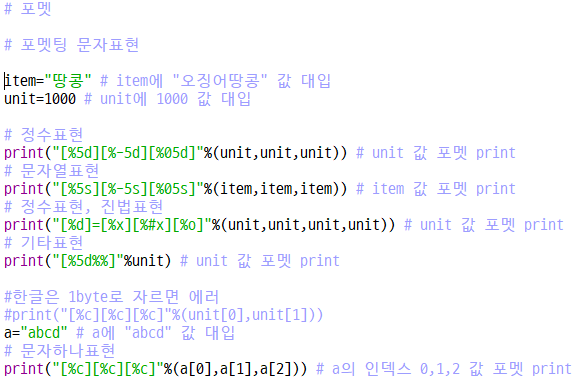 # 포멧
# 포멧팅 문자표현
item="땅콩" # item에 "오징어땅콩" 값 대입
unit=1000 # unit에 1000 값 대입
# 정수표현
print("[%5d][%-5d][%05d]"%(unit,unit,unit)) # unit 값 포멧 print
# 문자열표현
print("[%5s][%-5s][%05s]"%(item,item,item)) # item 값 포멧 print
# 정수표현, 진법표현
print("[%d]=[%x][%#x][%o]"%(unit,unit,unit,unit)) # unit 값 포멧 print
# 기타표현
print("[%5d%%]"%unit) # unit 값 포멧 print
#한글은 1byte로 자르면 에러
#print("[%c][%c][%c]"%(unit[0],unit[1]))
a="abcd" # a에 "abcd" 값 대입
# 문자하나표현
print("[%c][%c][%c]"%(a[0],a[1],a[2])) # a의 인덱스 0,1,2 값 포멧 print